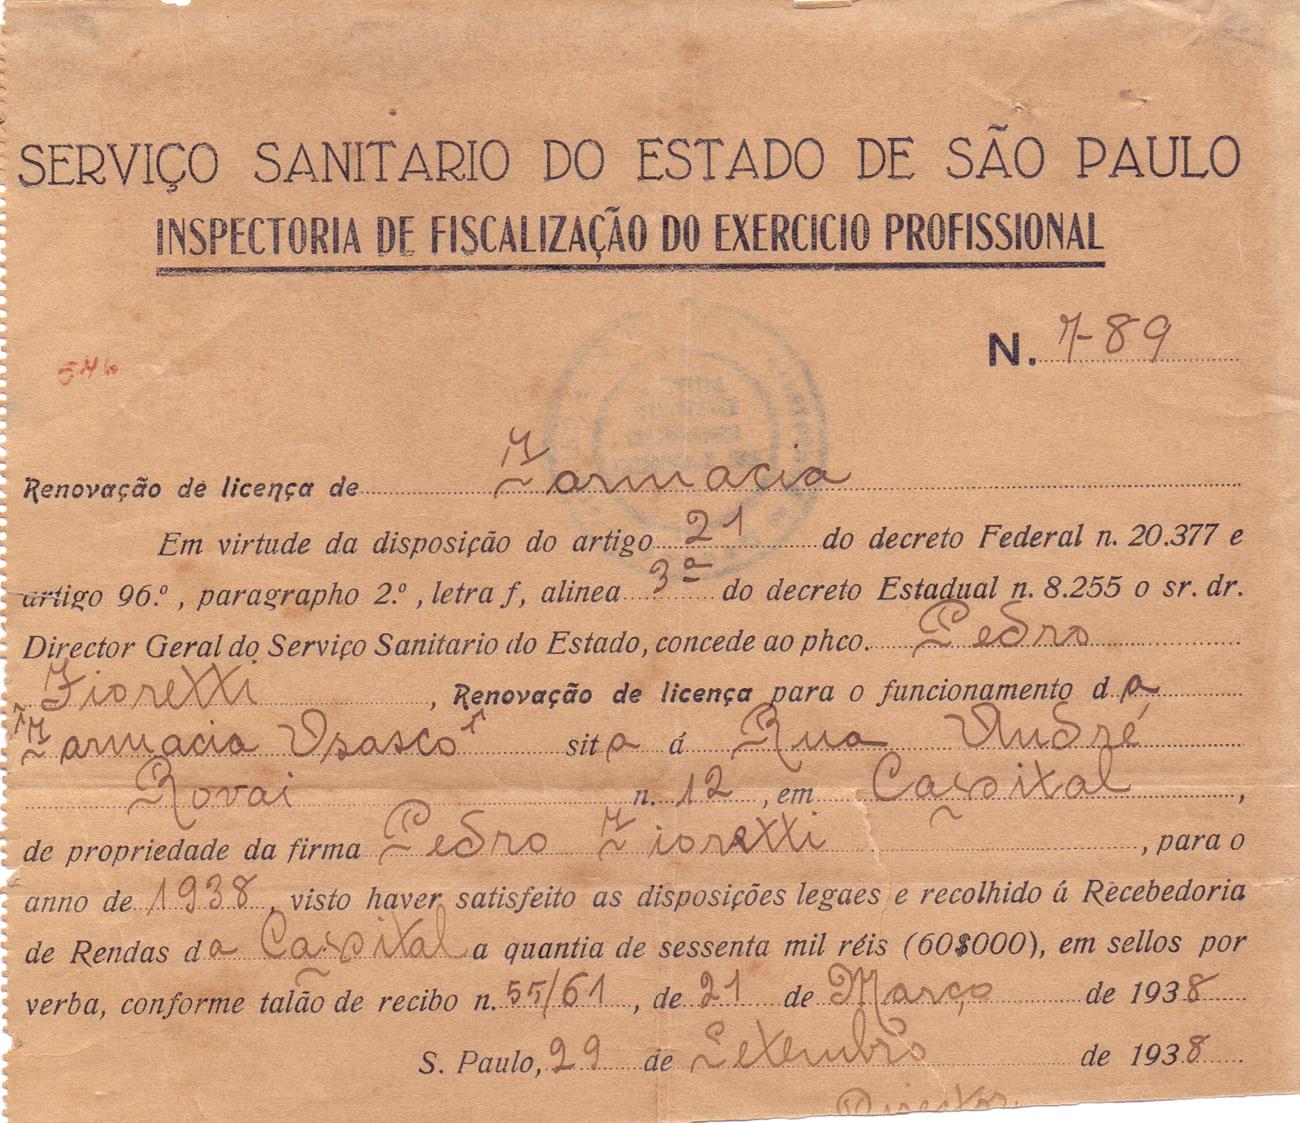 SERVIÇO SANITARIO DO ESTADO DE SÃO PAULO
INSPECTORIA DE FISCALIZAÇÃO DO EXERCICIO PROFISSIONAL
N. 789
546
Renovação de licença de Farmacia
Em virtude da disposição do artigo 21 do decreto Federal n. 20.377 e
artigo 96.º, paragrapho 2.º, letra f, alinea 3ª do decreto Estadual n. 8.255 o sr. dr.
Director Geral do Serviço Sanitario do Estado, concede ao phco. Pedro
Fioretti, Renovação de licença para o funcionamento da
"Farmacia Osasco" sita á Rua André
Rovai n. 12, em Capital,
de propriedade da firma Pedro Fioretti, para o
anno de 1938, visto haver satisfeito as disposições legaes e recolhido á Recebedoria
de Rendas da Capital a quantia de sessenta mil réis (60$000), em sellos por
verba, conforme talão de recibo n. 55/61, de 21 de Março de 1938
S. Paulo, 29 de Setembro de 1938
Director.